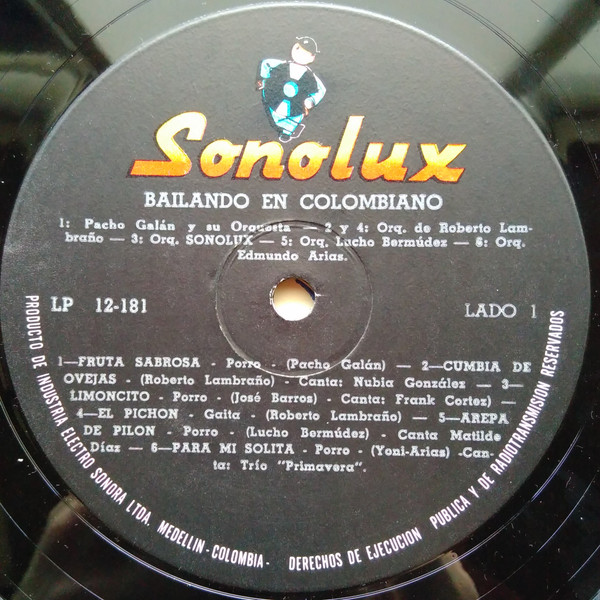 Sonolux
BAILANDO EN COLOMBIANO
1: Pacho Galán y su Orquesta — 2 y 4: Orq. de Roberto Lam-
braño — 3: Orq. SONOLUX — 5: Orq. Lucho Bermúdez — 6: Orq.
Edmundo Arias.
LP 12-181
LADO 1
1—FRUTA SABROSA - Porro - (Pacho Galán) — 2—CUMBIA DE
OVEJAS - (Roberto Lambraño) - Canta: Nubia González — 3—
LIMONCITO - Porro - (José Barros) - Canta: Frank Cortez) —
4—EL PICHON - Gaita (Roberto Lambraño) — 5—AREPA
DE PILON - Porro - (Lucho Bermúdez) - Canta Matilde
Díaz — 6—PARA MI SOLITA - Porro - (Yoni-Arias) -Can-
ta: Trío "Primavera".
PRODUCTO DE INDUSTRIA ELECTRO SONORA LTDA. MEDELLIN - COLOMBIA - DERECHOS DE EJECUCION PUBLICA Y DE RADIOTRANSMISION RESERVADOS